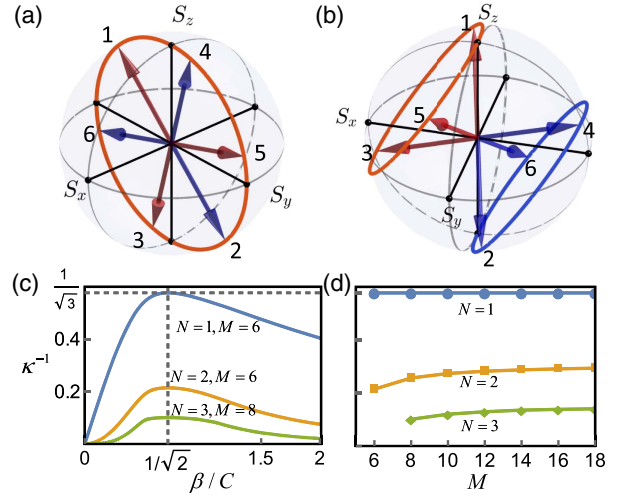 (a)
S_z
1
4
6
5
S_x
S_y
3
2
(b)
S_z
1
S_x
5
4
3
6
S_y
2
(c)
1/√3
0.4
0.2
κ⁻¹
N = 1, M = 6
N = 2, M = 6
N = 3, M = 8
0
1/√2
1.5
2
β / C
(d)
N = 1
N = 2
N = 3
6 8 10 12 14 16 18
M